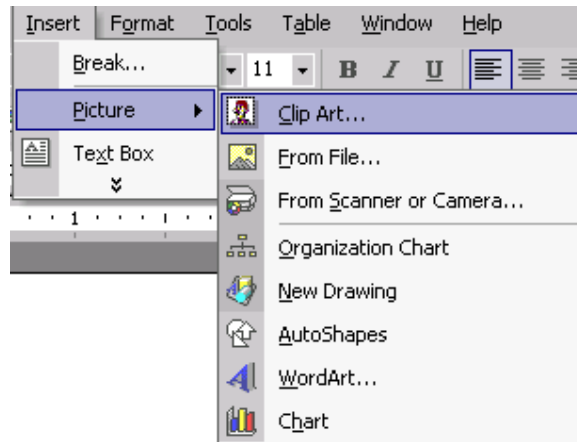 Insert Format Tools Table Window Help
Break... 11 B I U
Picture
Clip Art...
Text Box
From File...
From Scanner or Camera...
1
Organization Chart
New Drawing
AutoShapes
WordArt...
Chart